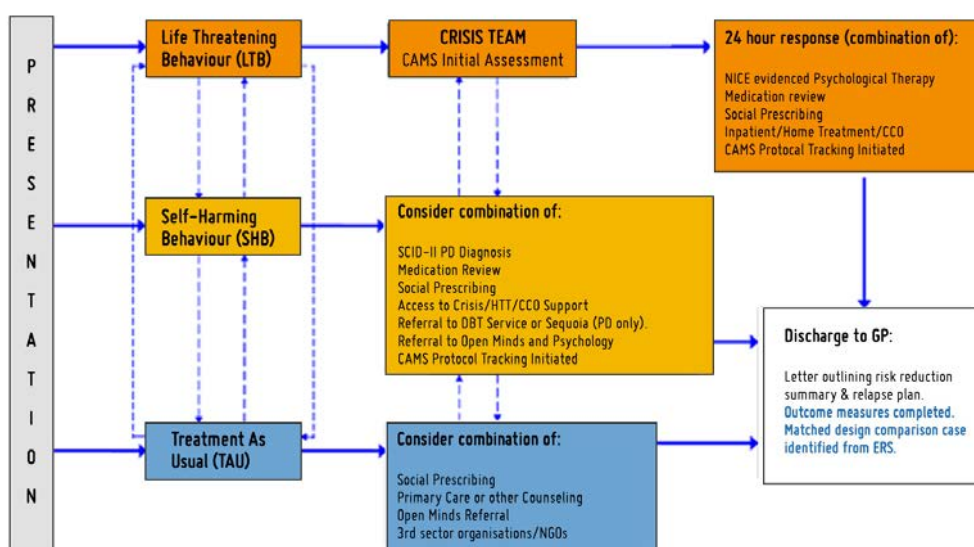 PRESENTATION
Life Threatening
Behaviour (LTB)
CRISIS TEAM
CAMS Initial Assessment
24 hour response (combination of):
NICE evidenced Psychological Therapy
Medication review
Social Prescribing
Inpatient/Home Treatment/CCO
CAMS Protocal Tracking Initiated
Self-Harming
Behaviour (SHB)
Consider combination of:
SCID-II PD Diagnosis
Medication Review
Social Prescribing
Access to Crisis/HTT/CCO Support
Referral to DBT Service or Sequoia (PD only).
Referral to Open Minds and Psychology
CAMS Protocol Tracking Initiated
Discharge to GP:
Letter outlining risk reduction
summary & relapse plan.
Outcome measures completed.
Matched design comparison case
identified from ERS.
Treatment As
Usual (TAU)
Consider combination of:
Social Prescribing
Primary Care or other Counseling
Open Minds Referral
3rd sector organisations/NGOs